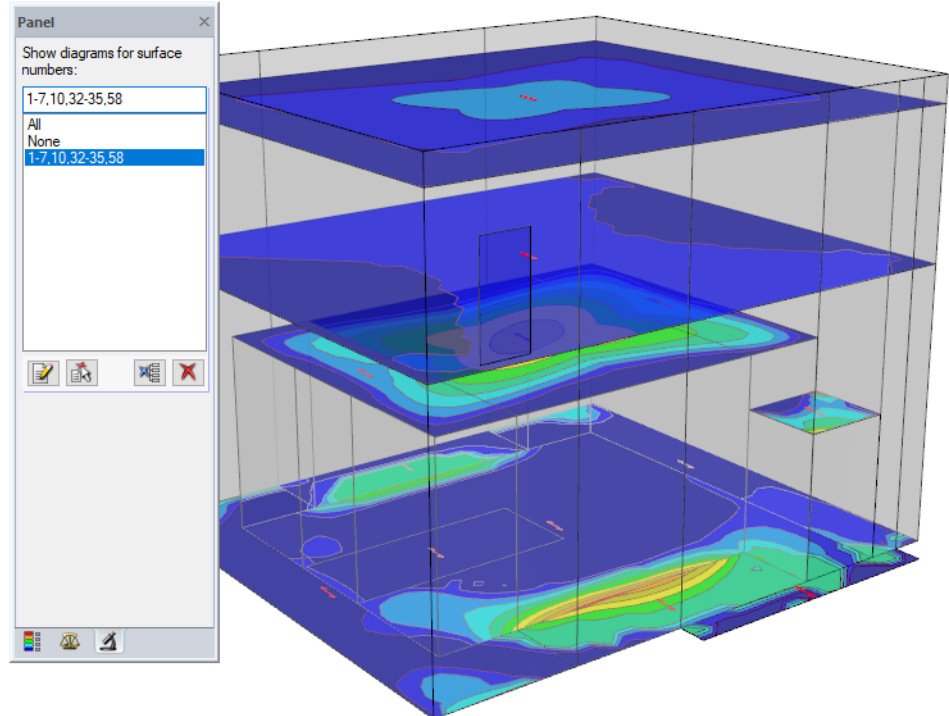 Panel
Show diagrams for surface
numbers:
1-7,10,32-35,58
All
None
1-7,10,32-35,58